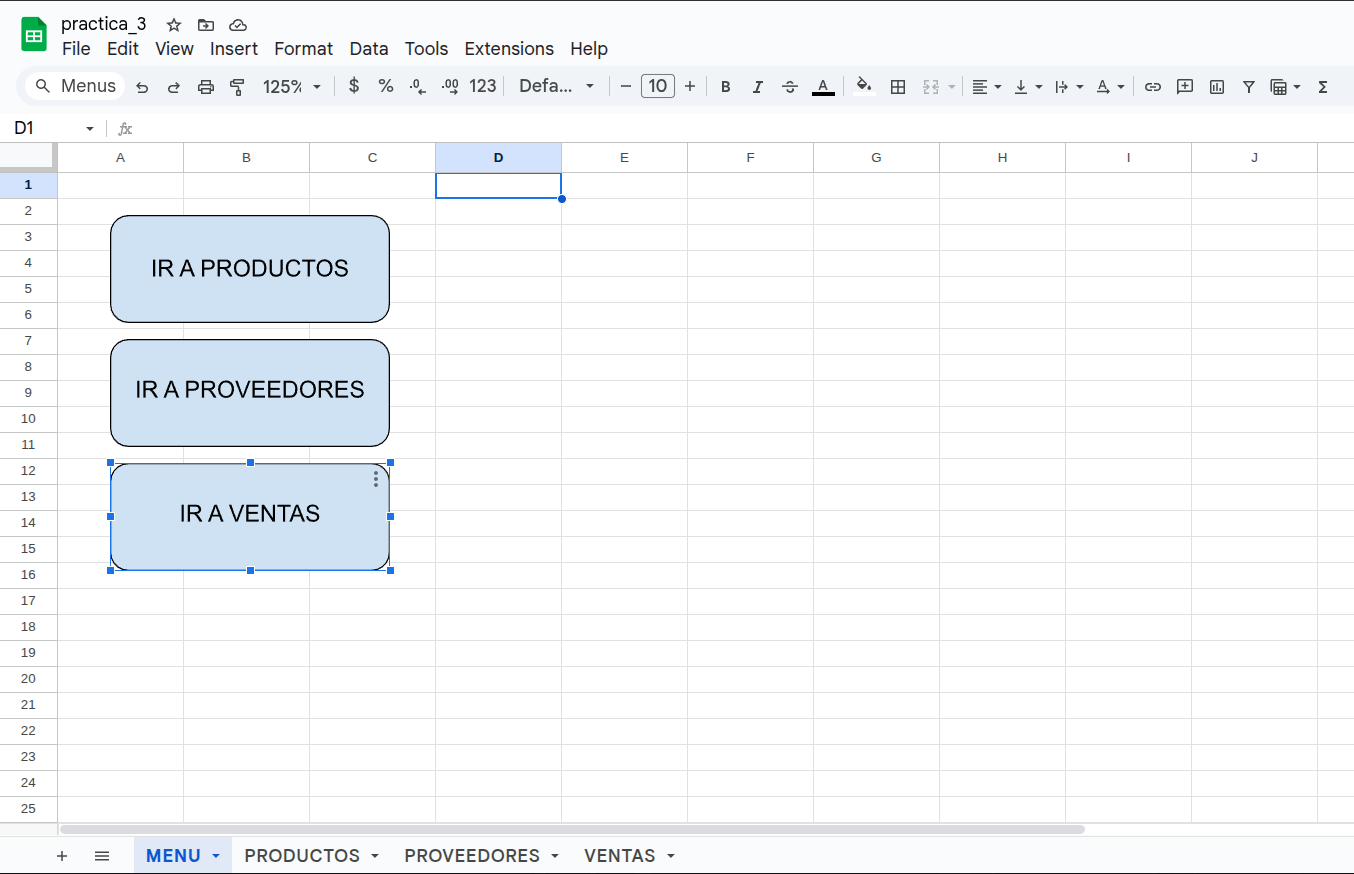 practica_3
File Edit View Insert Format Data Tools Extensions Help
Menus 125% $ % .0 .00 123 Defa... − 10 + B I A A Σ
D1 fx
A B C D E F G H I J
1
2
3
4
5
6
7
8
9
10
11
12
13
14
15
16
17
18
19
20
21
22
23
24
25
IR A PRODUCTOS
IR A PROVEEDORES
IR A VENTAS
+ MENU PRODUCTOS PROVEEDORES VENTAS